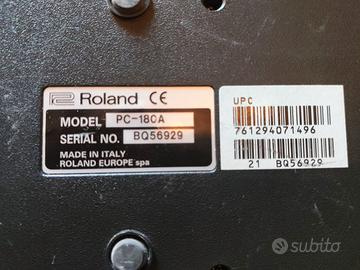 Roland CE
MODEL PC-180A
SERIAL NO. BQ56929
MADE IN ITALY
ROLAND EUROPE spa
UPC
761294071496
21 BQ56929
subito